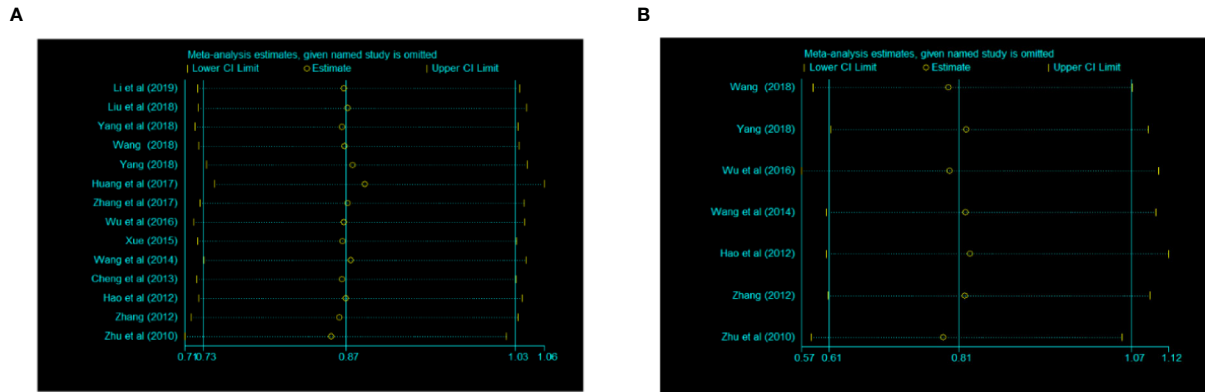 A
Meta-analysis estimates, given named study is omitted
Lower CI Limit Estimate Upper CI Limit
Li et al (2019)
Liu et al (2018)
Yang et al (2018)
Wang (2018)
Yang (2018)
Huang et al (2017)
Zhang et al (2017)
Wu et al (2016)
Xue (2015)
Wang et al (2014)
Cheng et al (2013)
Hao et al (2012)
Zhang (2012)
Zhu et al (2010)
0.71 0.73 0.87 1.03 1.06
B
Meta-analysis estimates, given named study is omitted
Lower CI Limit Estimate Upper CI Limit
Wang (2018)
Yang (2018)
Wu et al (2016)
Wang et al (2014)
Hao et al (2012)
Zhang (2012)
Zhu et al (2010)
0.57 0.61 0.81 1.07 1.12